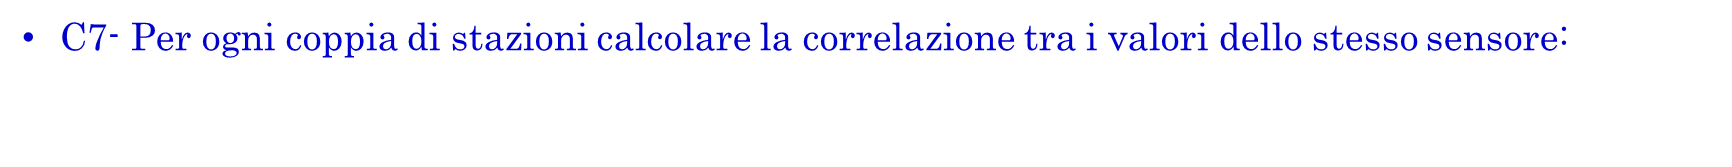 • C7- Per ogni coppia di stazioni calcolare la correlazione tra i valori dello stesso sensore: